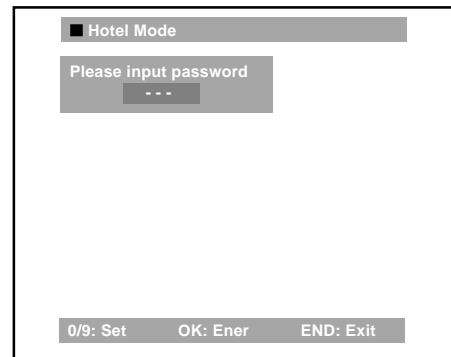 ■ Hotel Mode
Please input password
- - -
0/9: Set OK: Ener END: Exit